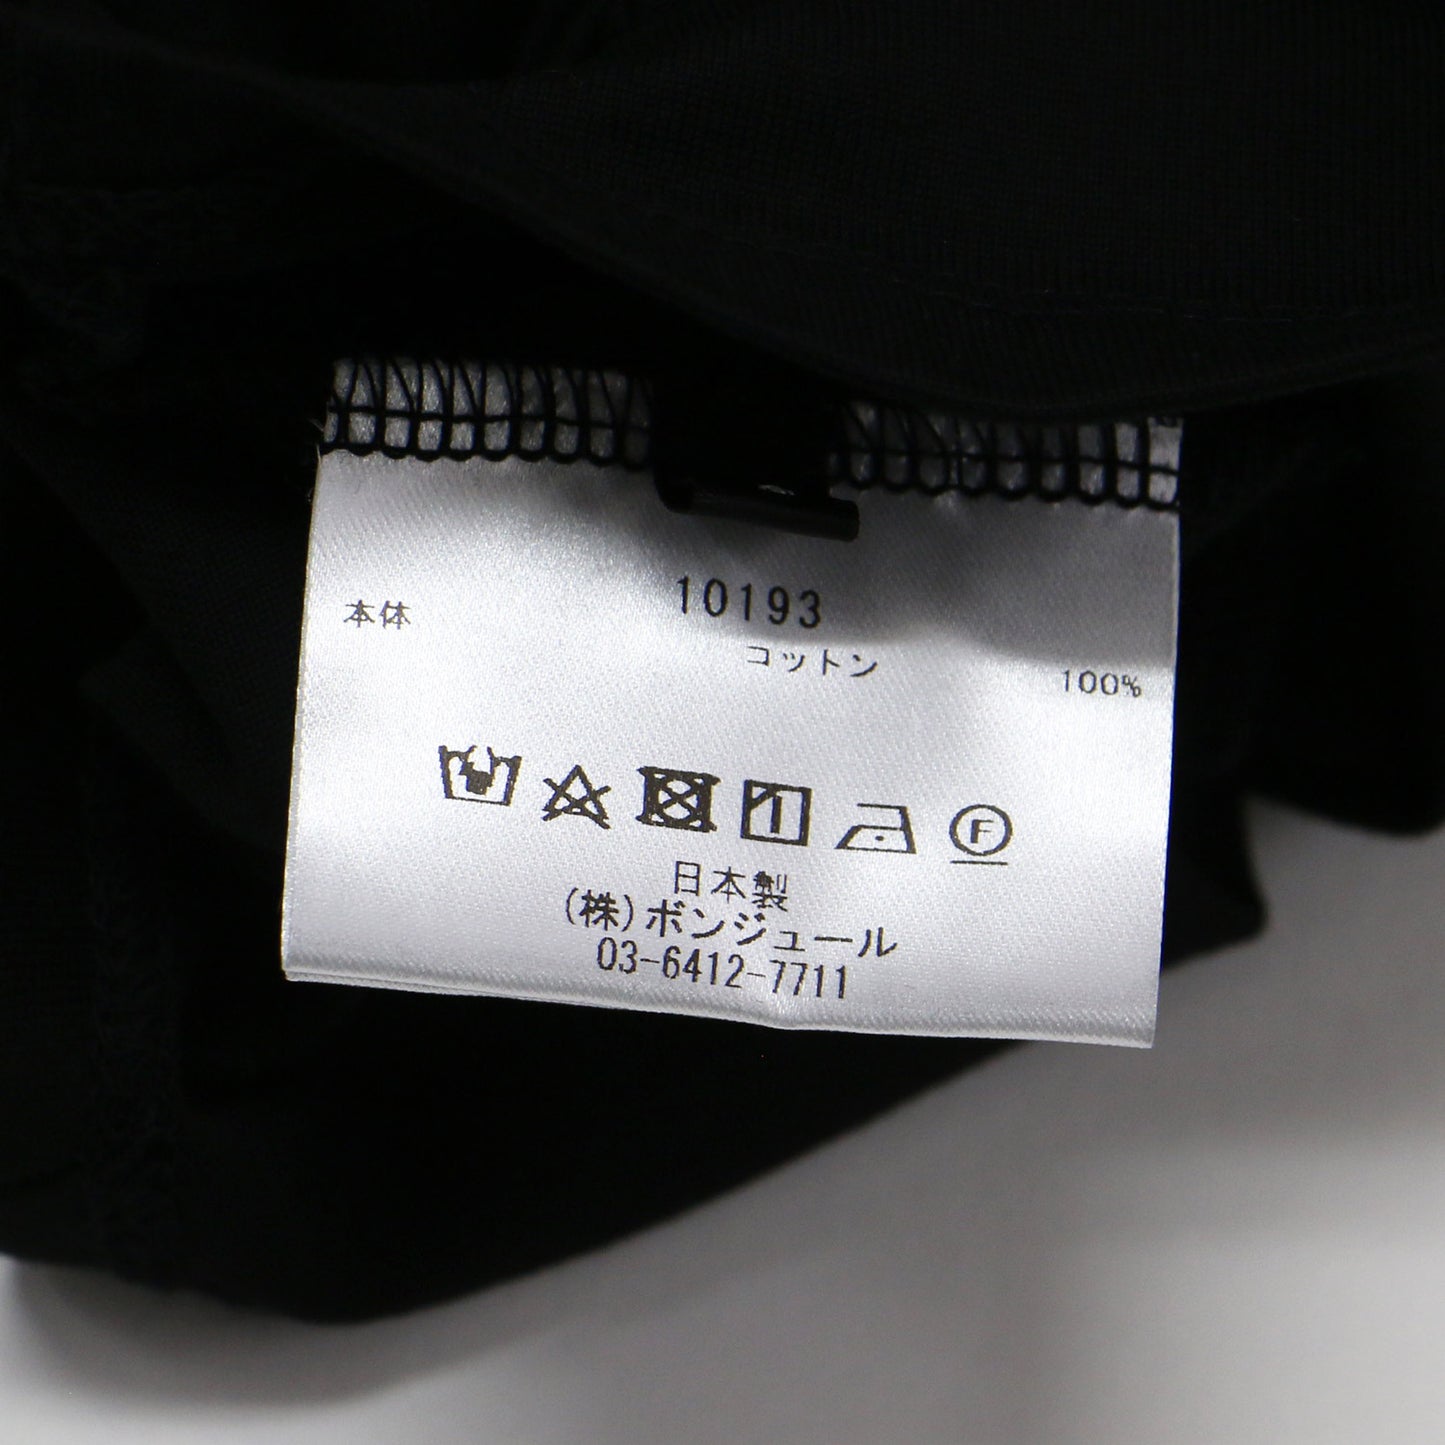 10193
本体
コットン
100%
F
日本製
(株)ボンジュール
03-6412-7711